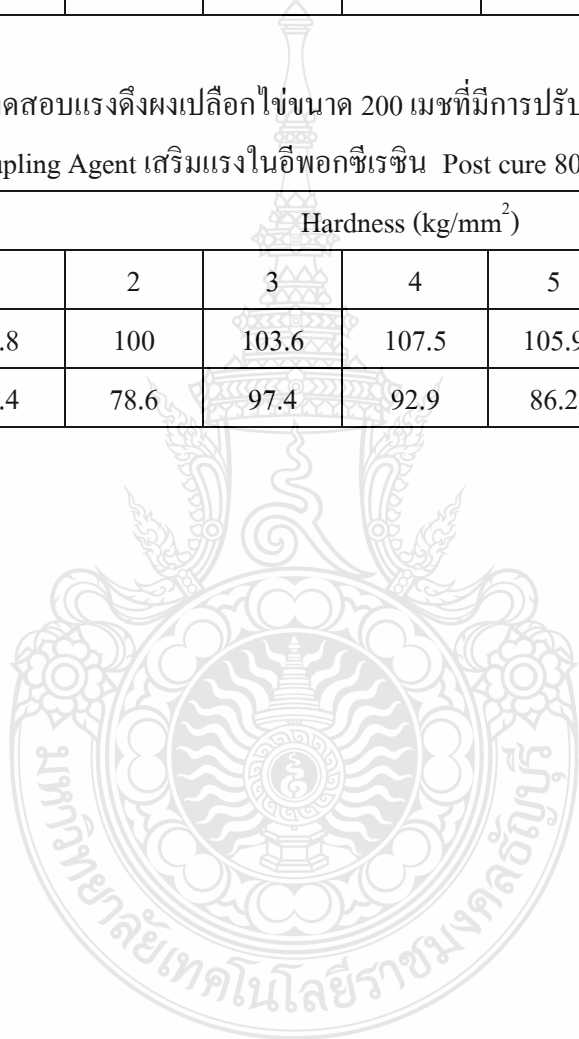 ดสอบแรงดึงผงเปลือกไข่ขนาด 200 เมชที่มีการปรับ
pling Agent เสริมแรงในอีพอกซีเรซิน Post cure 80
Hardness (kg/mm²)
2 3 4 5
.8 100 103.6 107.5 105.9
.4 78.6 97.4 92.9 86.2
มหาวิทยาลัยเทคโนโลยีราชมงคลธัญบุรี